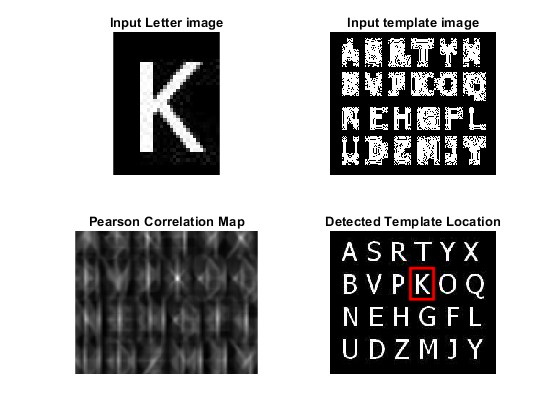 Input Letter image
Input template image
K
A S R T Y X
B V P K O Q
N E H G F L
U D Z M J Y
Pearson Correlation Map
Detected Template Location
A S R T Y X
B V P K O Q
N E H G F L
U D Z M J Y